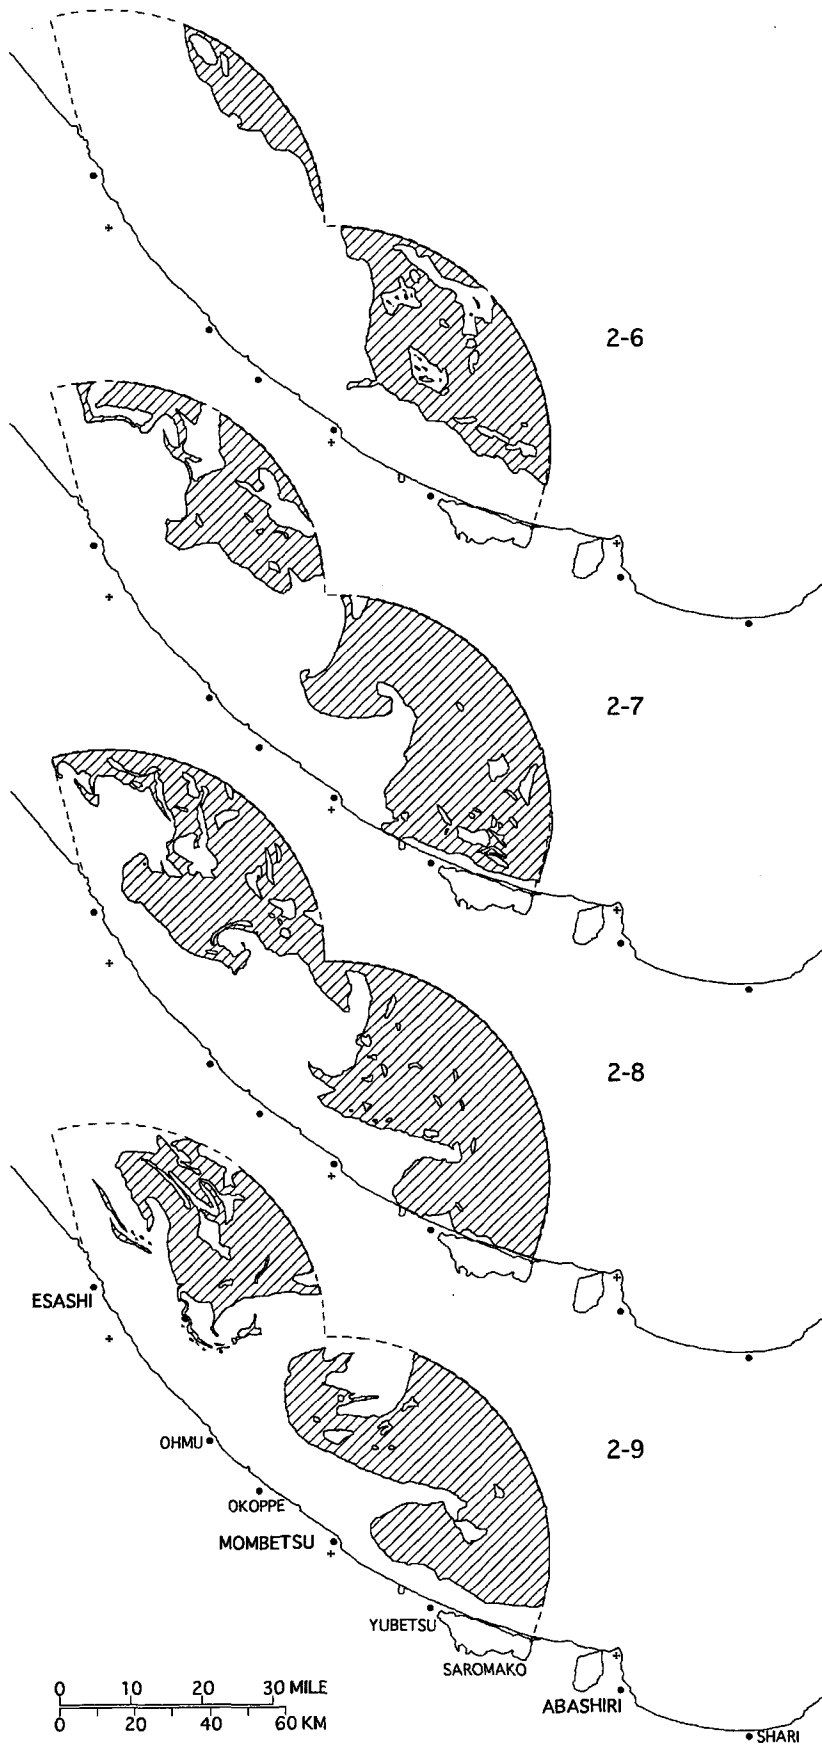 2-6
2-7
2-8
ESASHI
OHMU
2-9
OKOPPE
MOMBETSU
YUBETSU
SAROMAKO
0 10 20 30 MILE
ABASHIRI
0 20 40 60 KM
SHARI